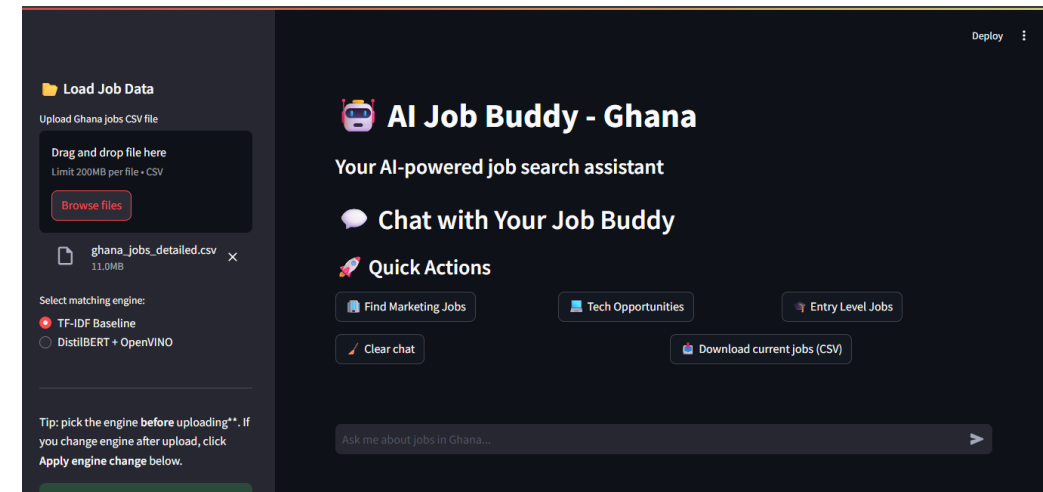 Deploy
Load Job Data
Upload Ghana jobs CSV file
Drag and drop file here
Limit 200MB per file • CSV
Browse files
ghana_jobs_detailed.csv
11.0MB
Select matching engine:
TF-IDF Baseline
DistilBERT + OpenVINO
Tip: pick the engine before uploading**. If
you change engine after upload, click
Apply engine change below.
AI Job Buddy - Ghana
Your AI-powered job search assistant
Chat with Your Job Buddy
Quick Actions
Find Marketing Jobs
Tech Opportunities
Entry Level Jobs
Clear chat
Download current jobs (CSV)
Ask me about jobs in Ghana...